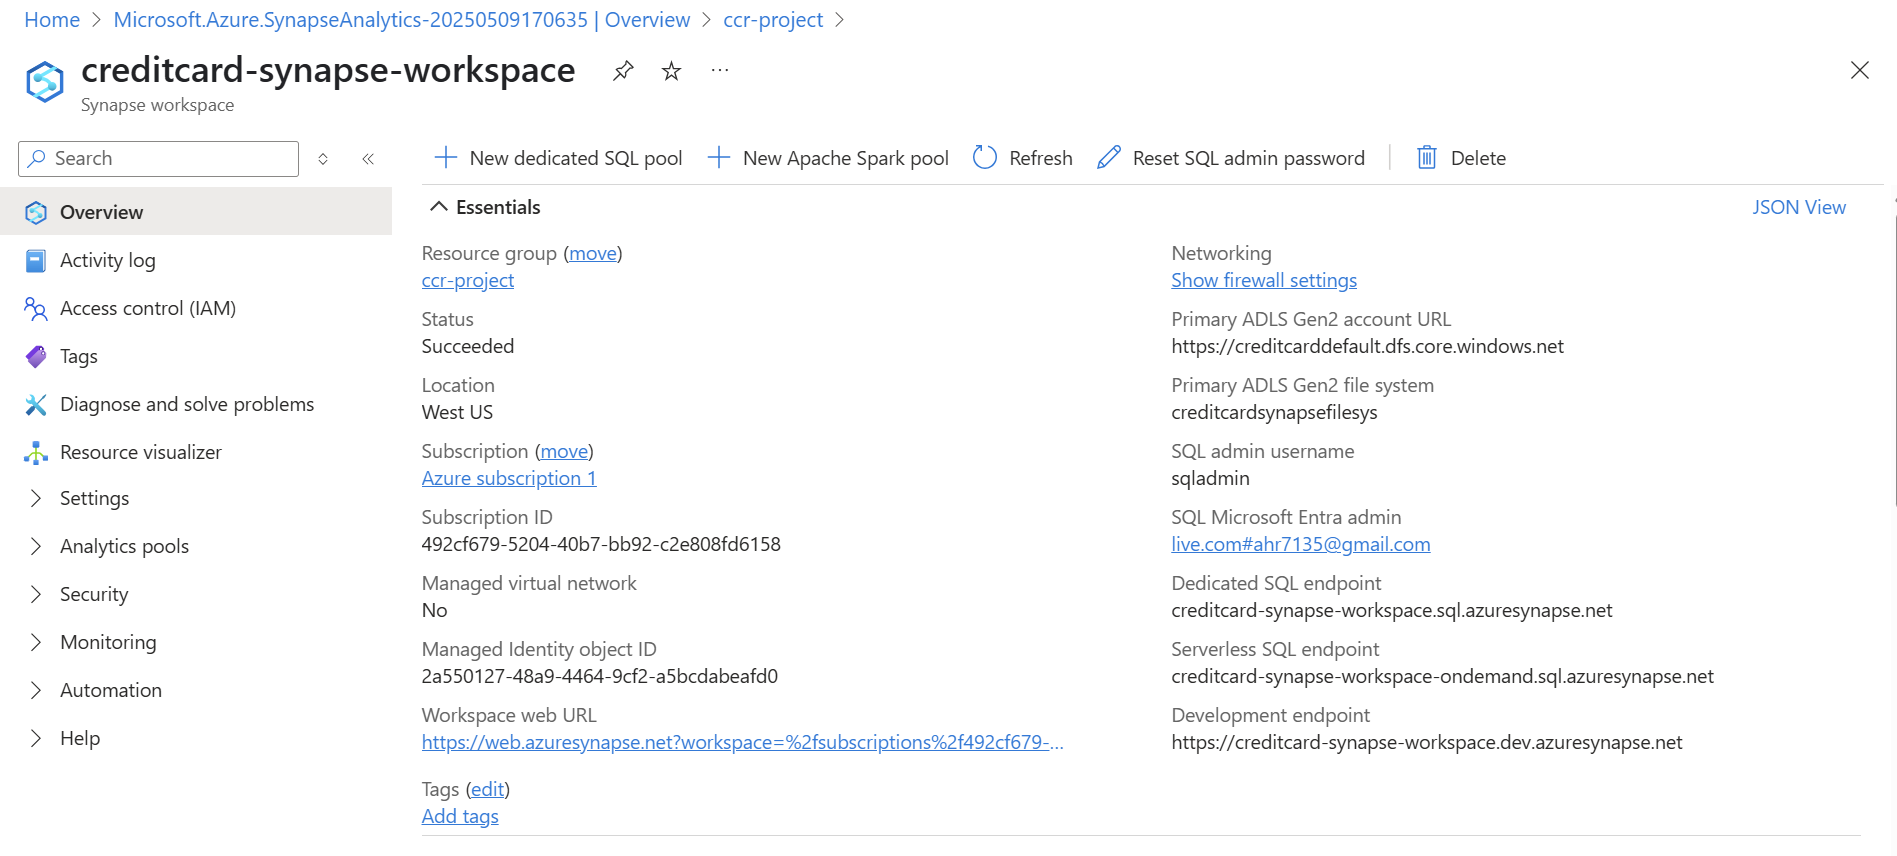 Home > Microsoft.Azure.SynapseAnalytics-20250509170635 | Overview > ccr-project >
creditcard-synapse-workspace
Synapse workspace
Search
New dedicated SQL pool
New Apache Spark pool
Refresh
Reset SQL admin password
Delete
Overview
Activity log
Access control (IAM)
Tags
Diagnose and solve problems
Resource visualizer
Settings
Analytics pools
Security
Monitoring
Automation
Help
Essentials
JSON View
Resource group (move)
ccr-project
Status
Succeeded
Location
West US
Subscription (move)
Azure subscription 1
Subscription ID
492cf679-5204-40b7-bb92-c2e808fd6158
Managed virtual network
No
Managed Identity object ID
2a550127-48a9-4464-9cf2-a5bcdabeafd0
Workspace web URL
https://web.azuresynapse.net?workspace=%2fsubscriptions%2f492cf679-...
Tags (edit)
Add tags
Networking
Show firewall settings
Primary ADLS Gen2 account URL
https://creditcarddefault.dfs.core.windows.net
Primary ADLS Gen2 file system
creditcardsynapsefilesys
SQL admin username
sqladmin
SQL Microsoft Entra admin
live.com#ahr7135@gmail.com
Dedicated SQL endpoint
creditcard-synapse-workspace.sql.azuresynapse.net
Serverless SQL endpoint
creditcard-synapse-workspace-ondemand.sql.azuresynapse.net
Development endpoint
https://creditcard-synapse-workspace.dev.azuresynapse.net